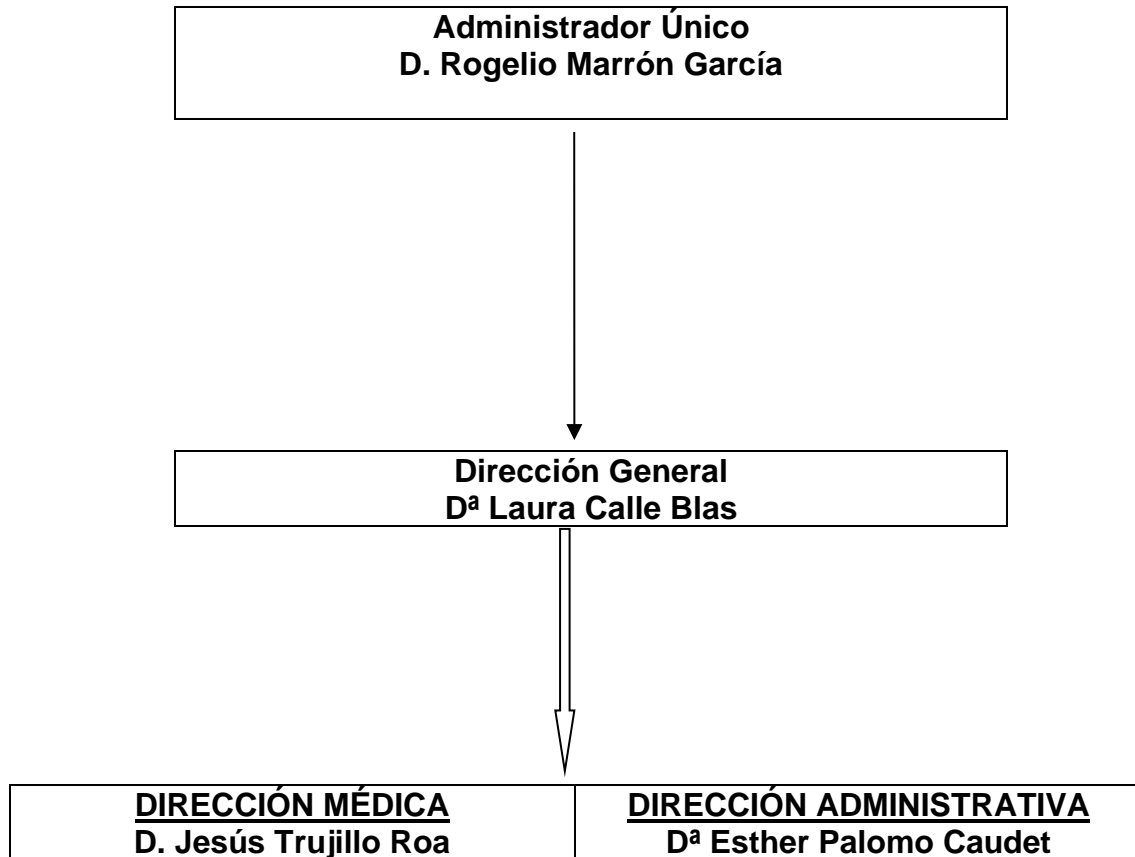 Administrador Único
D. Rogelio Marrón García
Dirección General
Dª Laura Calle Blas
DIRECCIÓN MÉDICA
D. Jesús Trujillo Roa
DIRECCIÓN ADMINISTRATIVA
Dª Esther Palomo Caudet